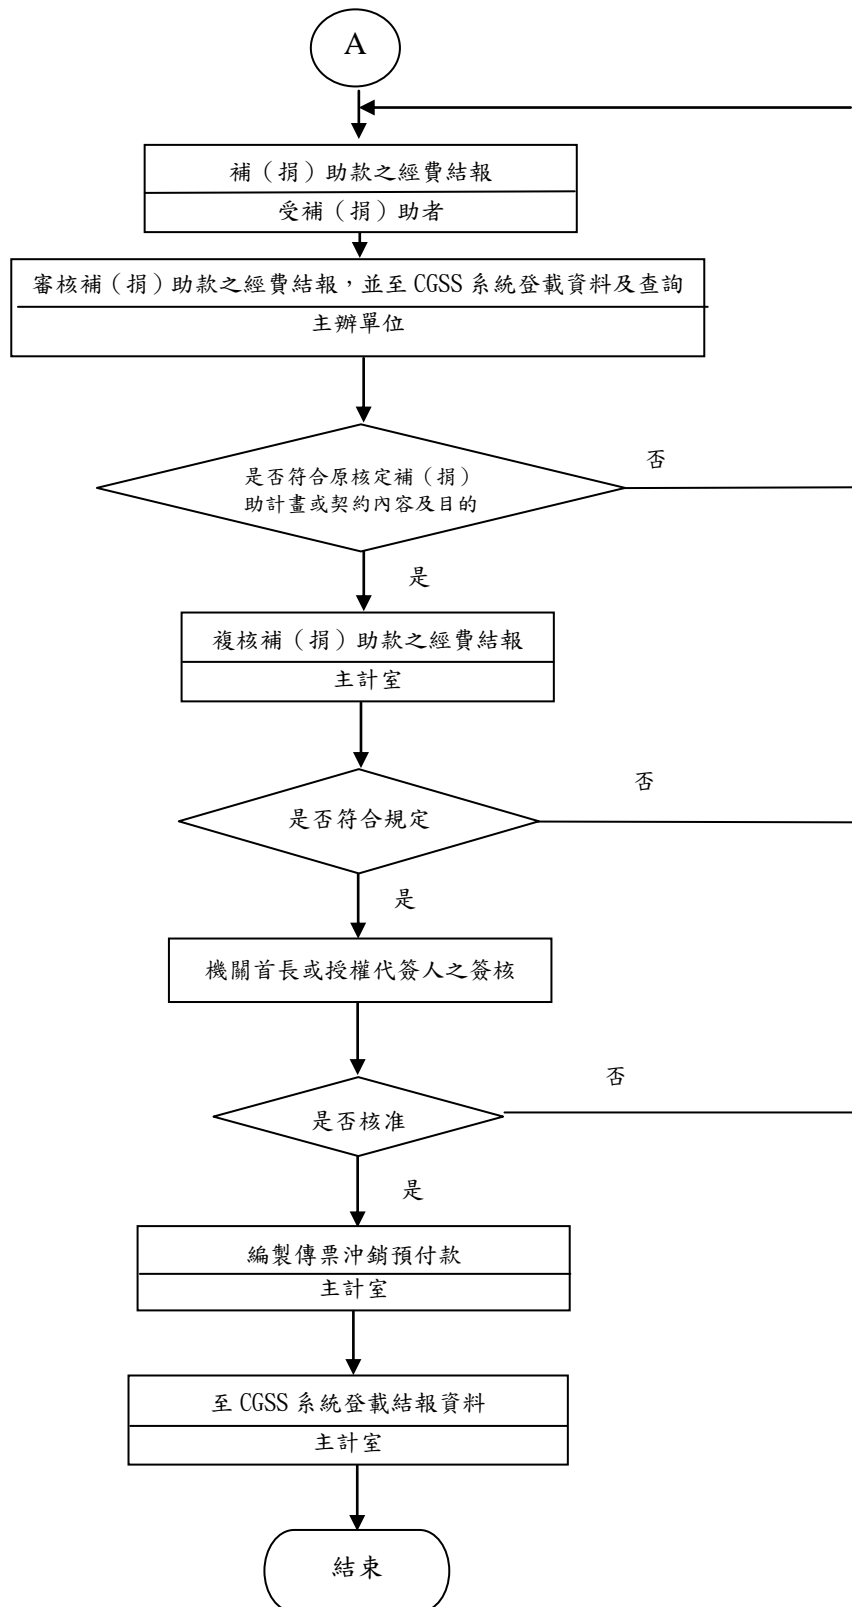 A
補（捐）助款之經費結報
受補（捐）助者
審核補（捐）助款之經費結報，並至 CGSS 系統登載資料及查詢
主辦單位
是否符合原核定補（捐）
助計畫或契約內容及目的
否
是
複核補（捐）助款之經費結報
主計室
是否符合規定
否
是
機關首長或授權代簽人之簽核
是否核准
否
是
編製傳票沖銷預付款
主計室
至 CGSS 系統登載結報資料
主計室
結束